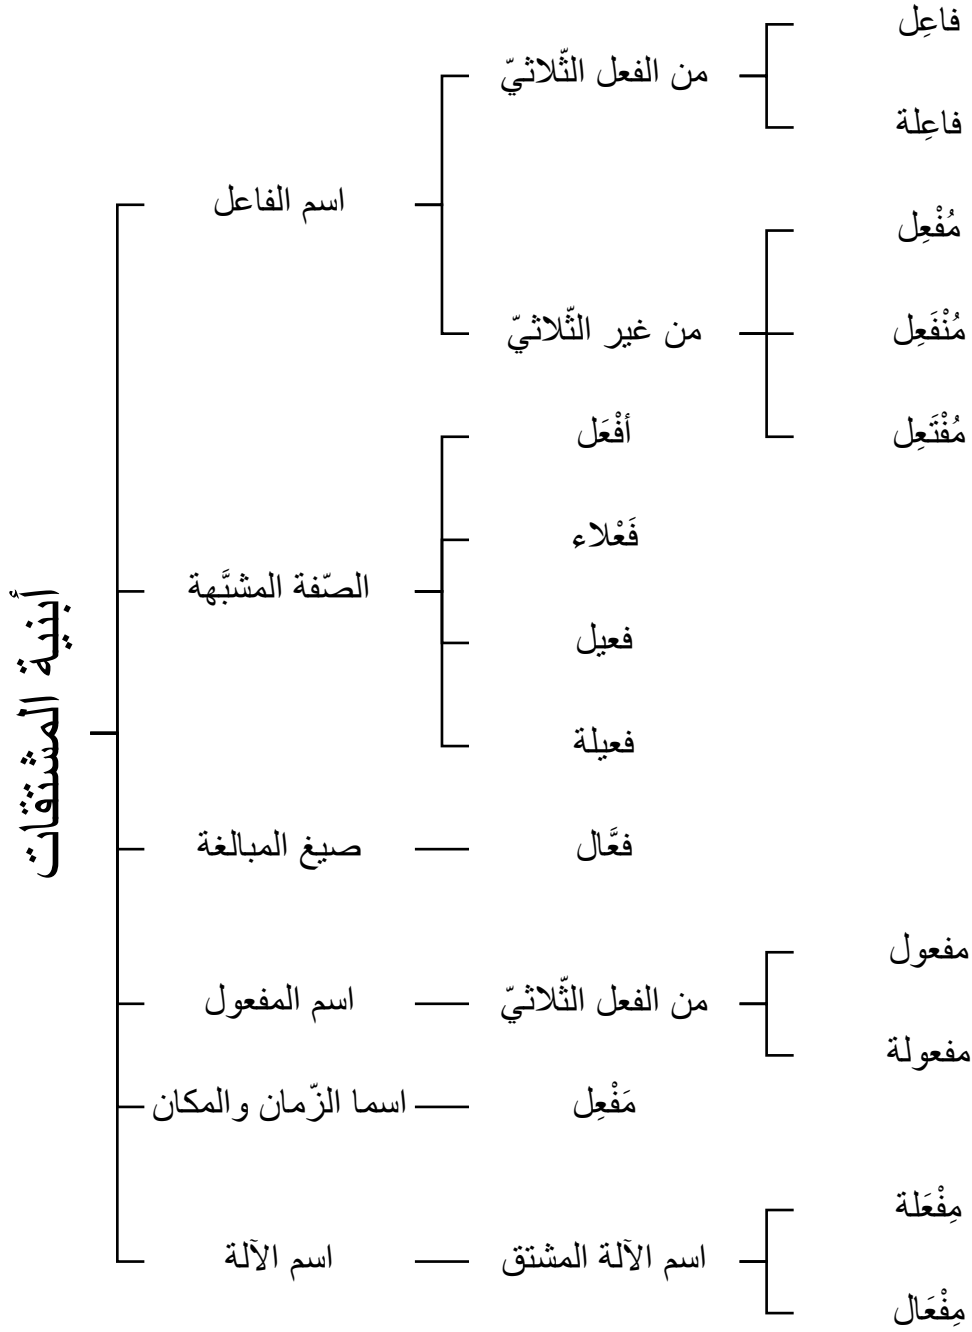 أبنية المشتقات
اسم الفاعل
من الفعل الثّلاثيّ
فاعِل
فاعِلة
من غير الثّلاثيّ
مُفْعِل
مُنْفَعِل
مُفْتَعِل
الصّفة المشبَّهة
أفْعَل
فَعْلاء
فعيل
فعيلة
صيغ المبالغة
فعَّال
اسم المفعول
من الفعل الثّلاثيّ
مفعول
مفعولة
اسما الزّمان والمكان
مَفْعِل
اسم الآلة
اسم الآلة المشتق
مِفْعَلة
مِفْعَال